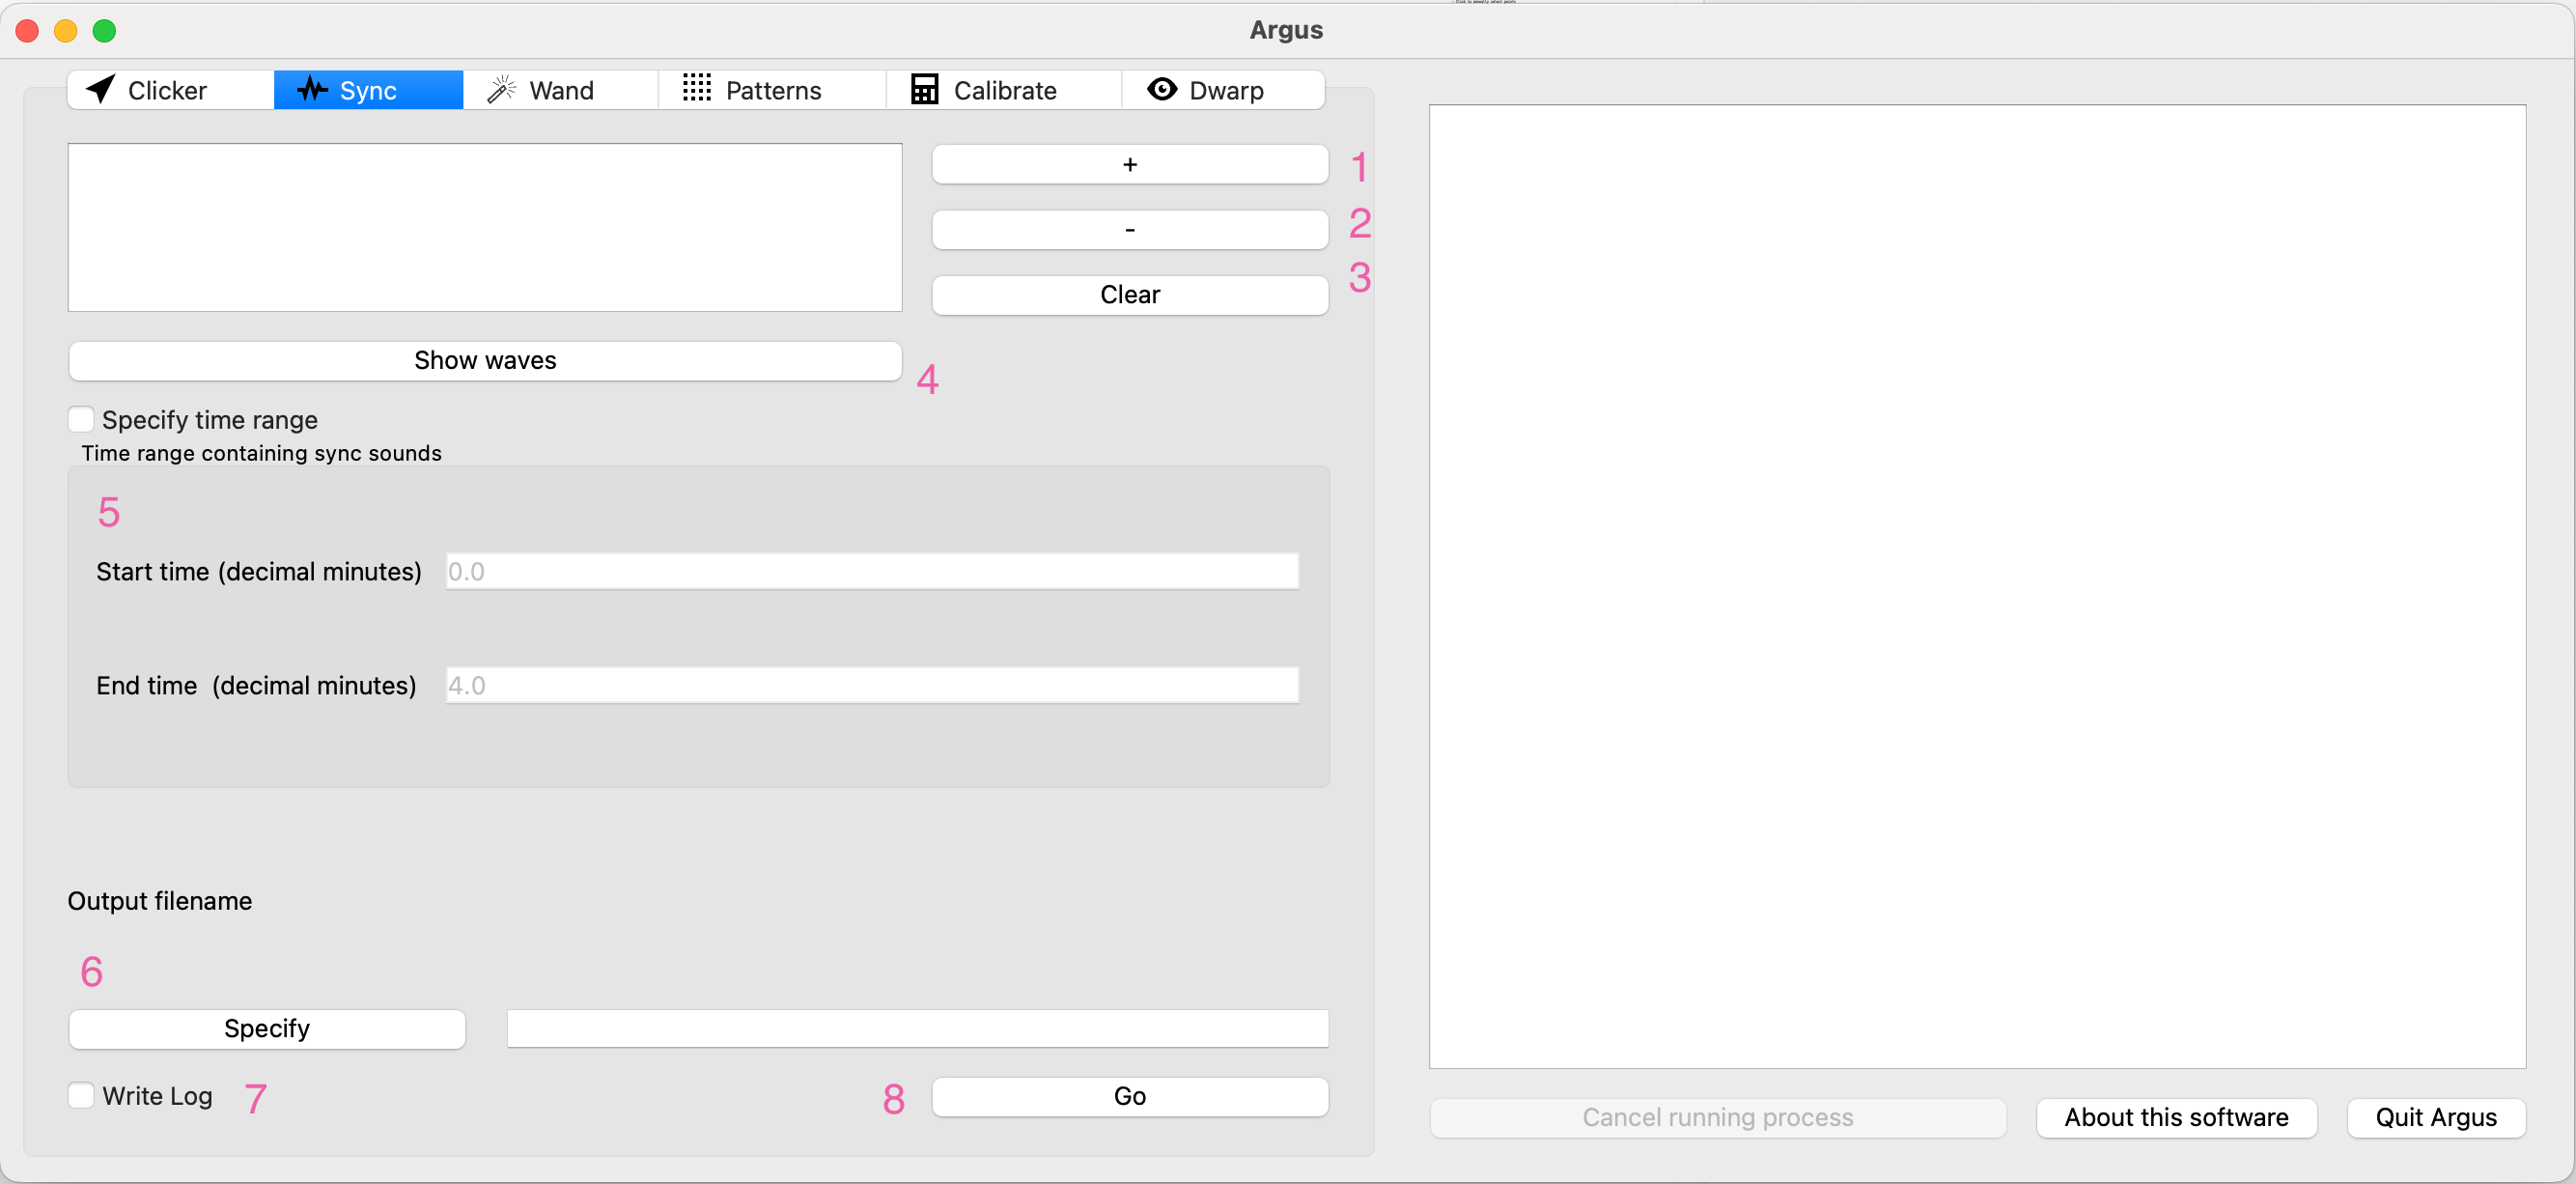 Argus
Clicker
Sync
Wand
Patterns
Calibrate
Dwarp
+
1
-
2
Clear
3
Show waves
4
Specify time range
Time range containing sync sounds
5
Start time (decimal minutes)
0.0
End time (decimal minutes)
4.0
Output filename
6
Specify
Write Log
7
8
Go
Cancel running process
About this software
Quit Argus